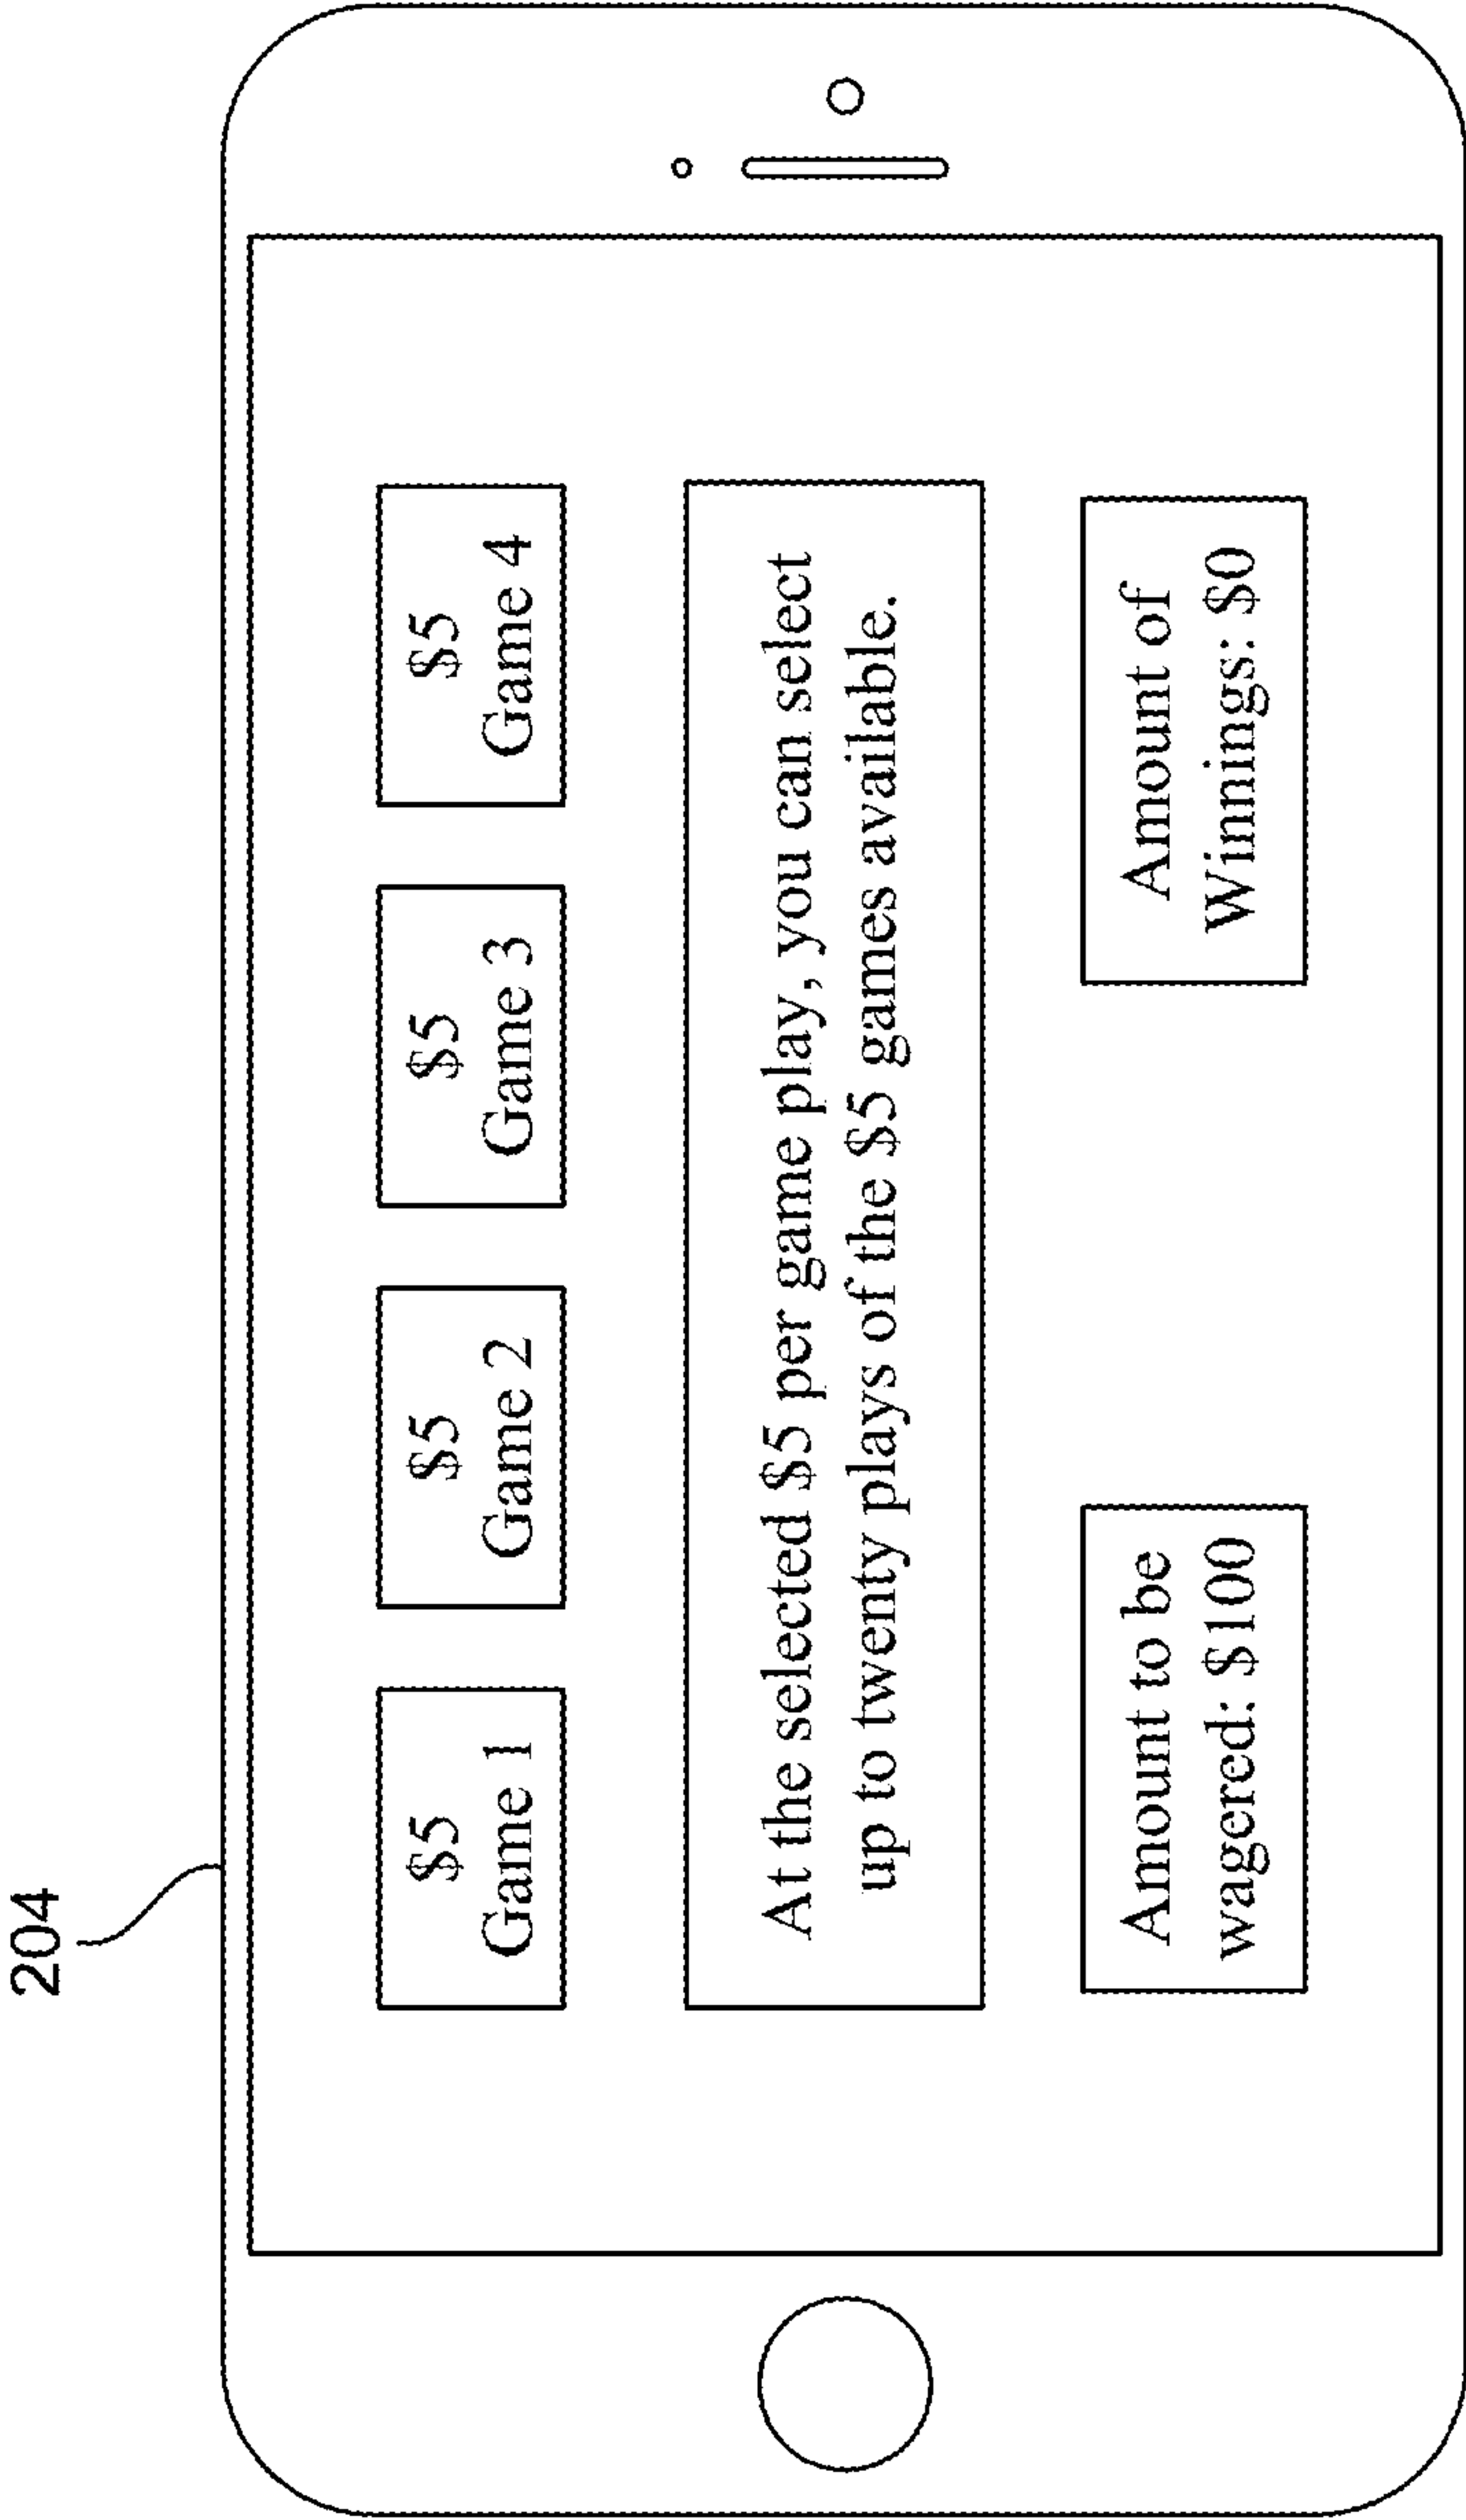 204
$5
Game 1
$5
Game 2
$5
Game 3
$5
Game 4
At the selected $5 per game play, you can select
up to twenty plays of the $5 games available.
Amount to be
wagered: $100
Amount of
Winnings: $0